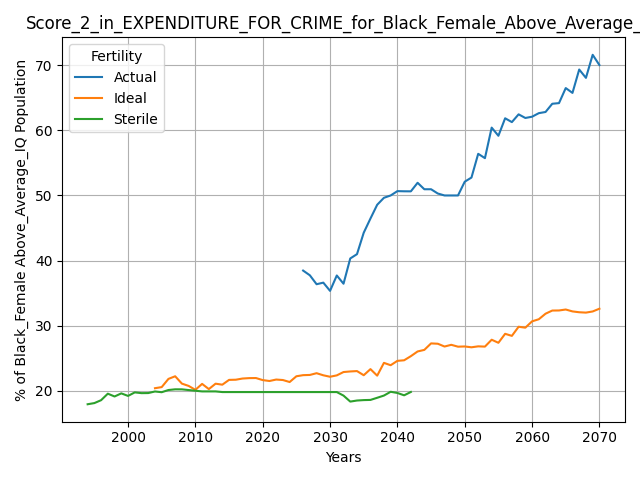 Score_2_in_EXPENDITURE_FOR_CRIME_for_Black_Female_Above_Average_
Fertility
Actual
Ideal
Sterile
% of Black_Female Above_Average_IQ Population
70
60
50
40
30
20
2000 2010 2020 2030 2040 2050 2060 2070
Years